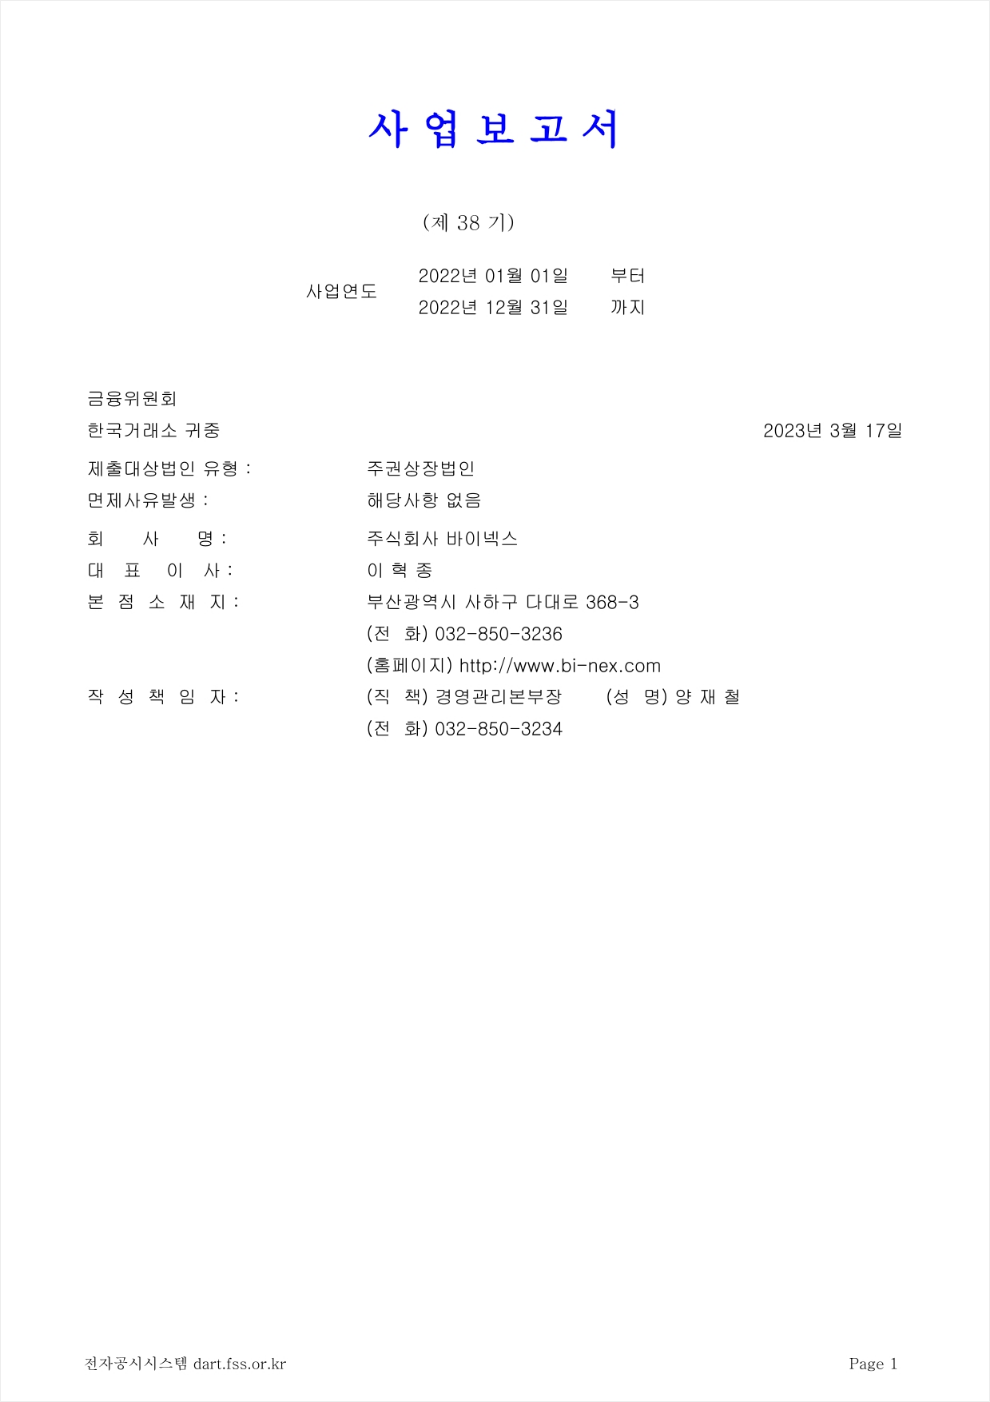 사 업 보 고 서
(제 38 기)
사업연도
2022년 01월 01일 부터
2022년 12월 31일 까지
금융위원회
한국거래소 귀중 2023년 3월 17일
제출대상법인 유형 : 주권상장법인
면제사유발생 : 해당사항 없음
회 사 명 : 주식회사 바이넥스
대 표 이 사 : 이 혁 종
본 점 소 재 지 : 부산광역시 사하구 다대로 368-3
(전 화) 032-850-3236
(홈페이지) http://www.bi-nex.com
작 성 책 임 자 : (직 책) 경영관리본부장 (성 명) 양 재 철
(전 화) 032-850-3234
전자공시시스템 dart.fss.or.kr Page 1